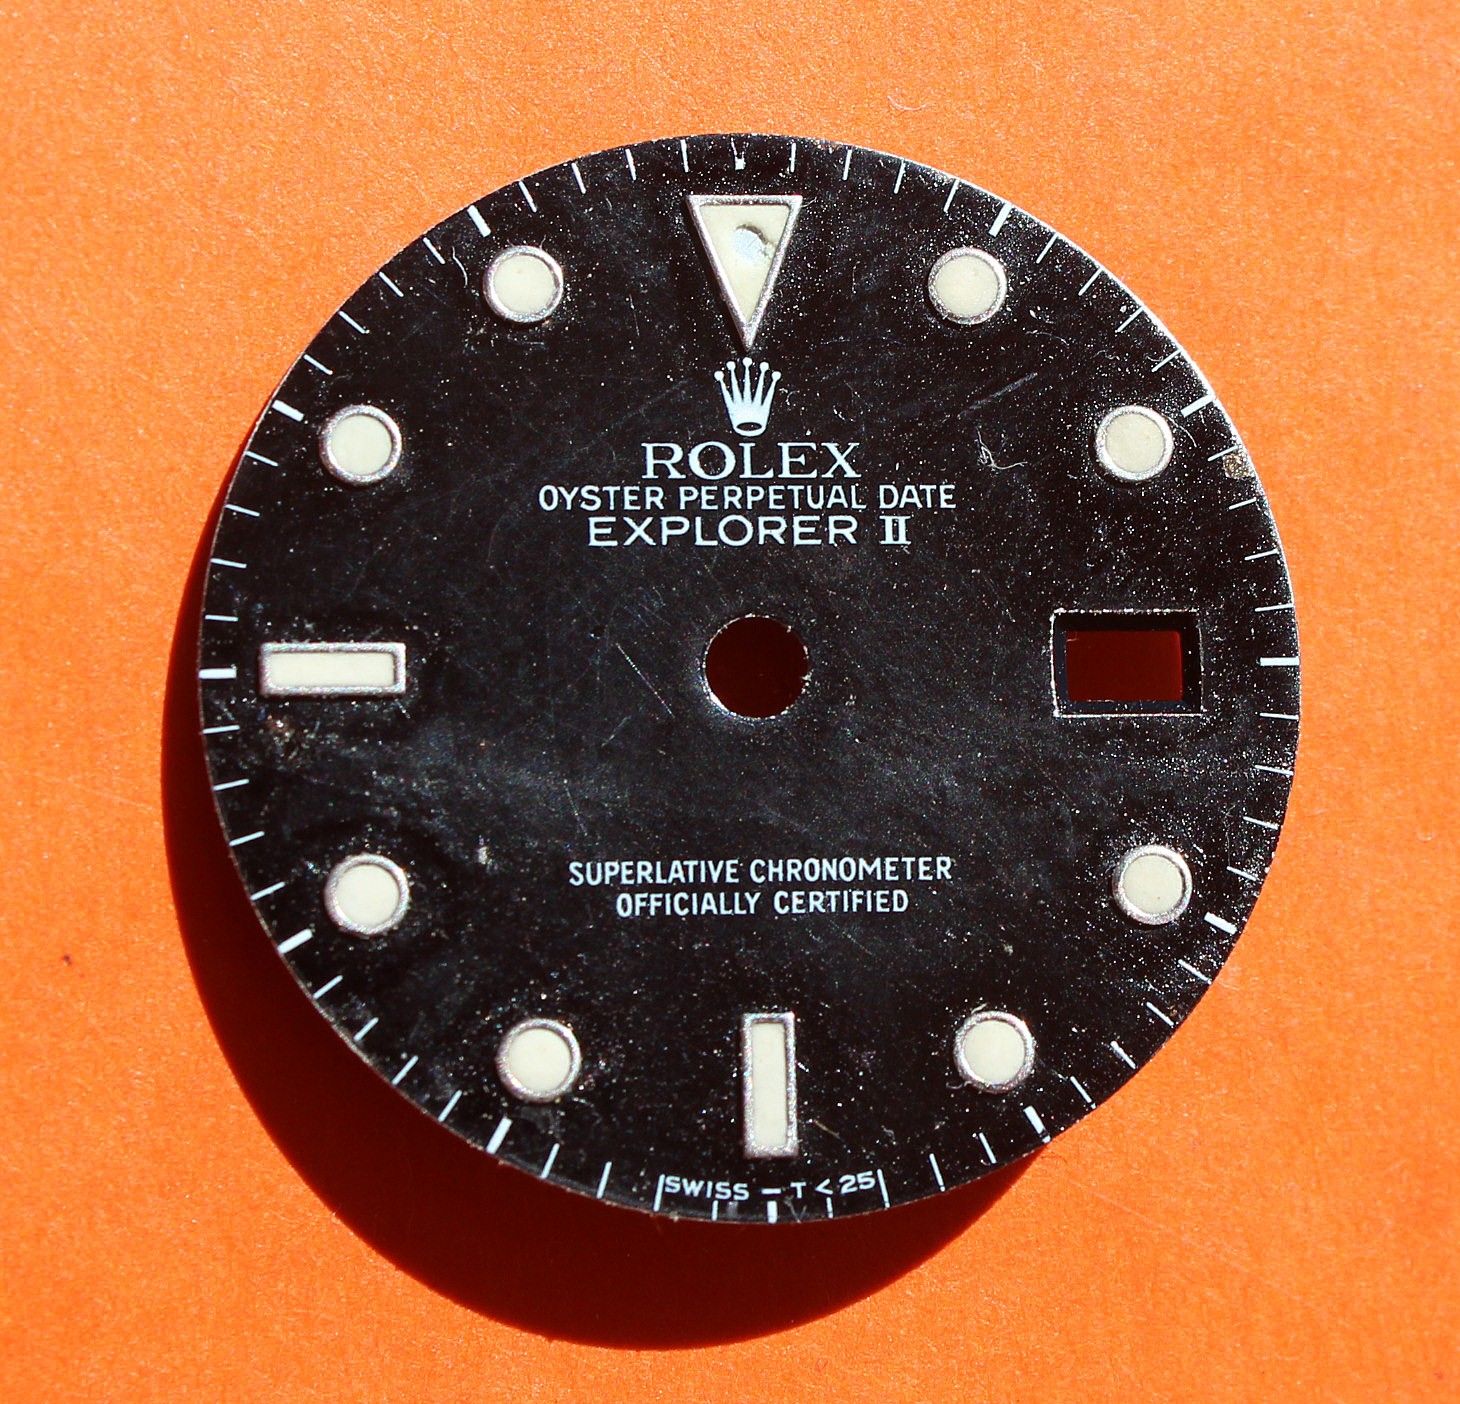 ROLEX
OYSTER PERPETUAL DATE
EXPLORER II
SUPERLATIVE CHRONOMETER
OFFICIALLY CERTIFIED
SWISS - T < 25